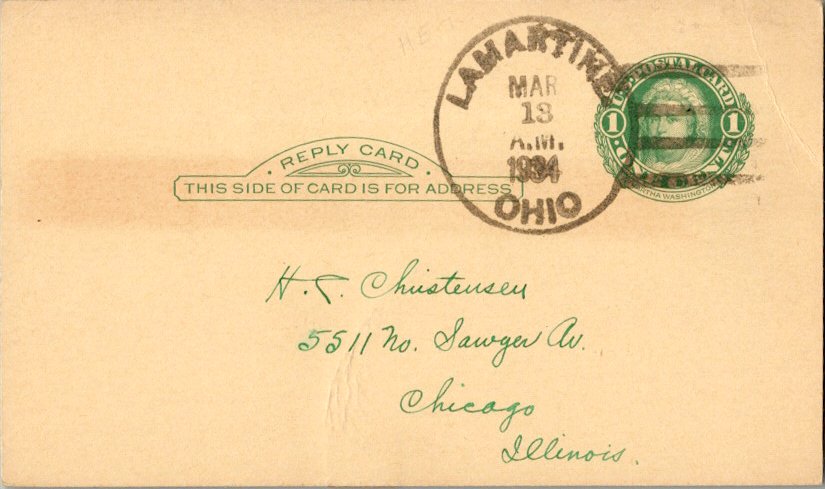 LAMARTINE
MAR
13
A.M.
1934
OHIO
U.S. POSTAL CARD
1 1
MARTHA WASHINGTON
REPLY CARD
THIS SIDE OF CARD IS FOR ADDRESS
H. C. Christensen
5511 No. Sawyer Av.
Chicago
Illinois.